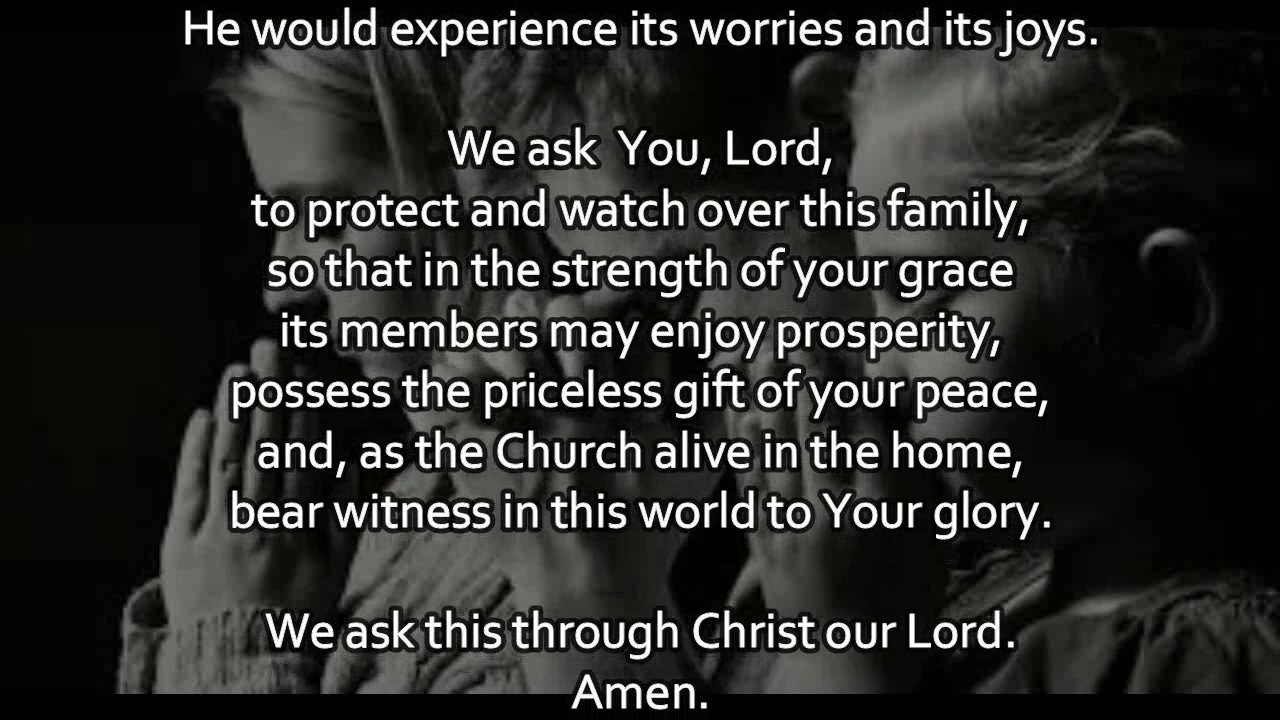 He would experience its worries and its joys.
We ask You, Lord,
to protect and watch over this family,
so that in the strength of your grace
its members may enjoy prosperity,
possess the priceless gift of your peace,
and, as the Church alive in the home,
bear witness in this world to Your glory.
We ask this through Christ our Lord.
Amen.